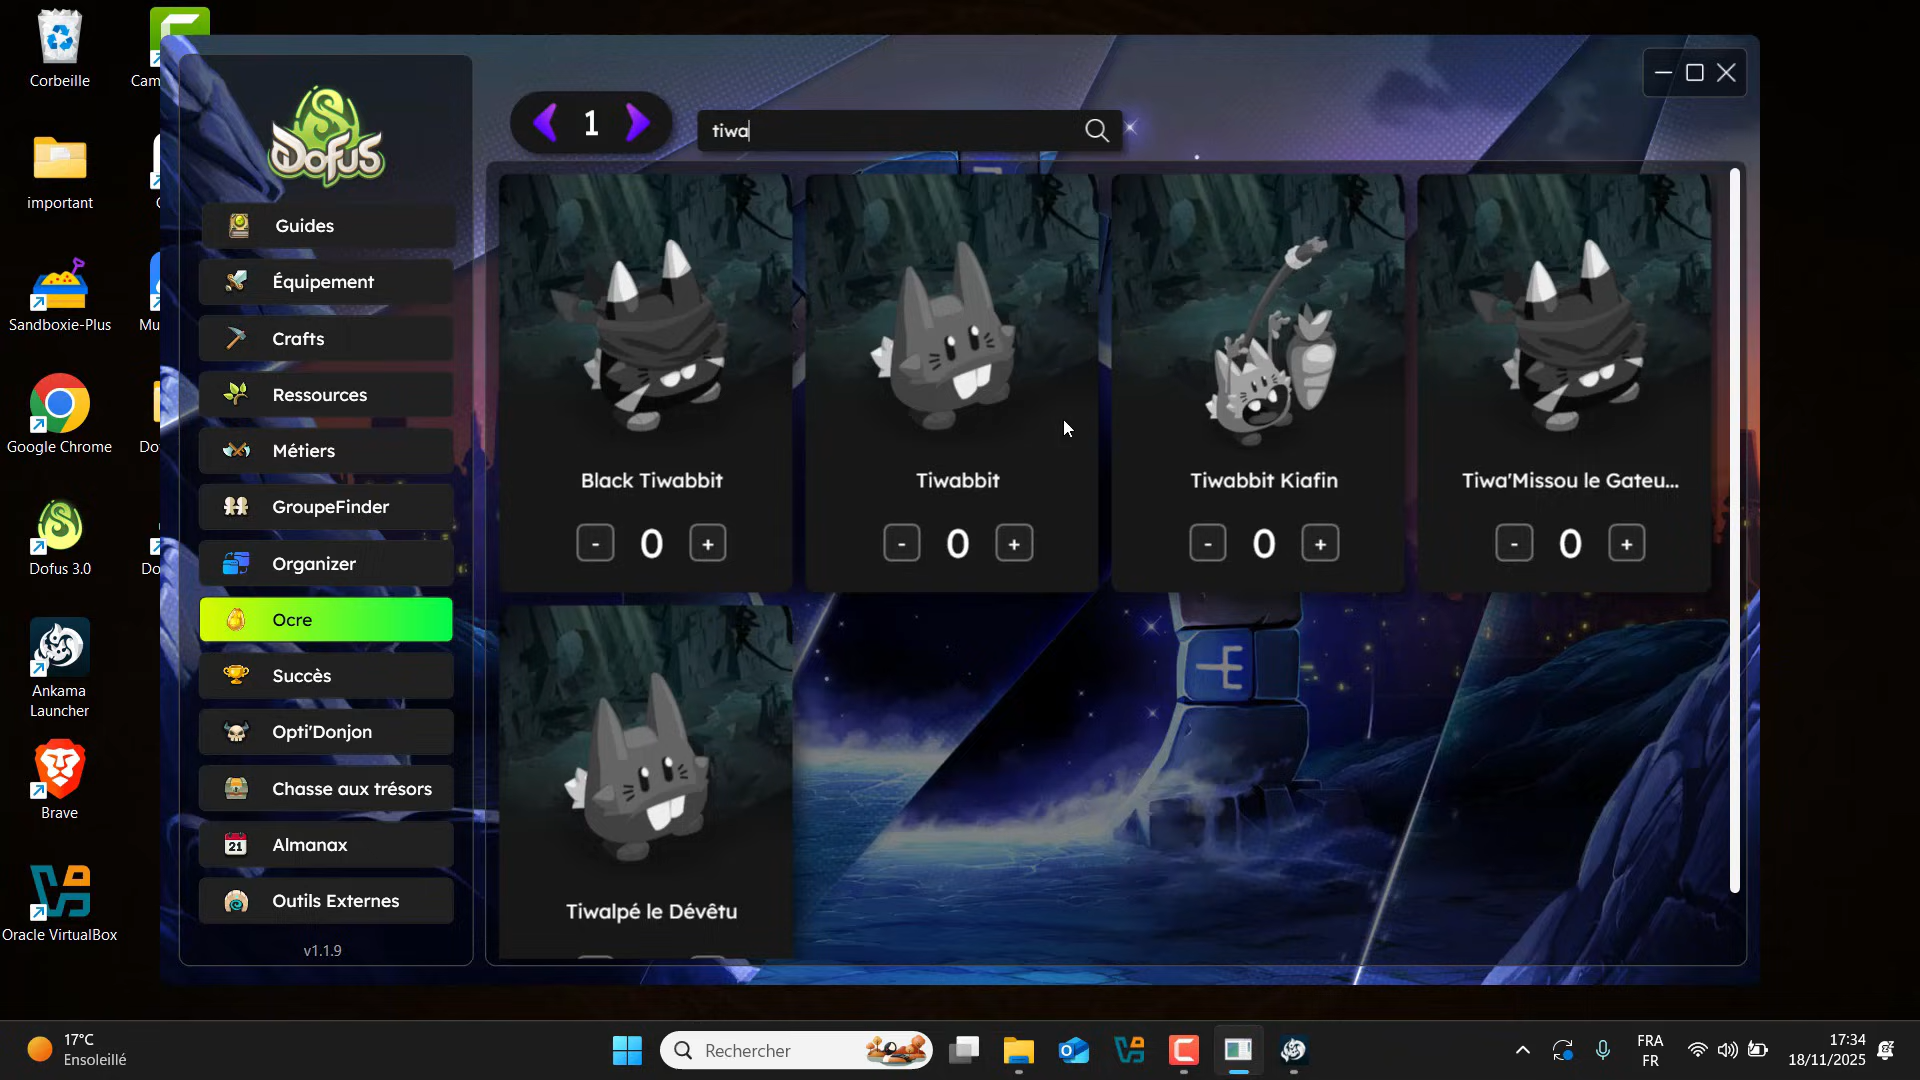 Corbeille
Cam
important
Sandboxie-Plus
Mu
Google Chrome
Do
Dofus 3.0
Do
Ankama
Launcher
Brave
Oracle VirtualBox
DOFUS
Guides
Équipement
Crafts
Ressources
Métiers
GroupeFinder
Organizer
Ocre
Succès
Opti'Donjon
Chasse aux trésors
21
Almanax
Outils Externes
v1.1.9
1
tiwa
Black Tiwabbit
Tiwabbit
Tiwabbit Kiafin
Tiwa'Missou le Gateu...
- 0 +
- 0 +
- 0 +
- 0 +
Tiwalpé le Dévêtu
17°C
Ensoleillé
Rechercher
FRA
FR
17:34
18/11/2025